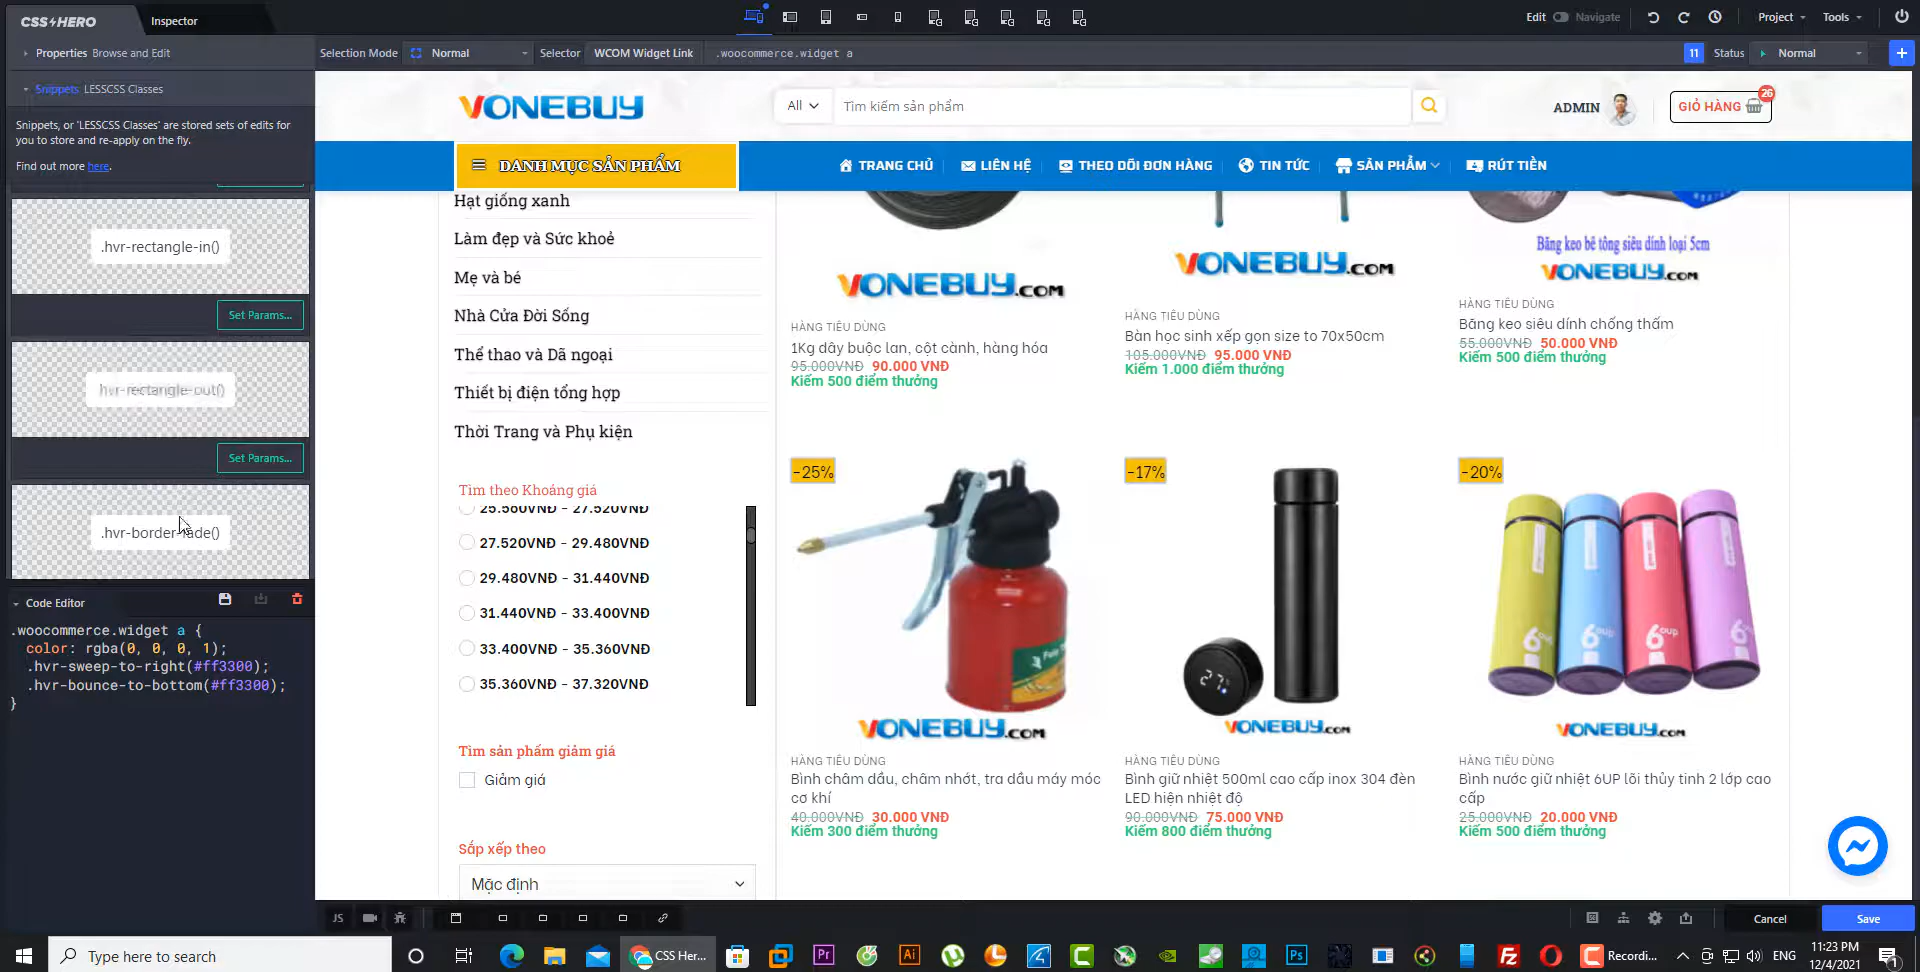 CSS HERO
Inspector
Edit
Navigate
Project
Tools
Properties Browse and Edit
Selection Mode
Normal
Selector
WCOM Widget Link
.woocommerce.widget a
11
Status
Normal
Snippets LESSCSS Classes
Snippets, or 'LESSCSS Classes' are stored sets of edits for
you to store and re-apply on the fly.
Find out more here.
.hvr-rectangle-in()
Set Params...
hvr-rectangle-out()
Set Params...
.hvr-border-fade()
Code Editor
.woocommerce.widget a {
color: rgba(0, 0, 0, 1);
.hvr-sweep-to-right(#ff3300);
.hvr-bounce-to-bottom(#ff3300);
}
VONEBUY
All
Tìm kiếm sản phẩm
ADMIN
GIỎ HÀNG
26
DANH MỤC SẢN PHẨM
TRANG CHỦ
LIÊN HỆ
THEO DÕI ĐƠN HÀNG
TIN TỨC
SẢN PHẨM
RÚT TIỀN
Hạt giống xanh
Làm đẹp và Sức khoẻ
Mẹ và bé
Nhà Cửa Đời Sống
Thể thao và Dã ngoại
Thiết bị điện tổng hợp
Thời Trang và Phụ kiện
Tìm theo Khoảng giá
25.560VNĐ - 27.520VNĐ
27.520VNĐ - 29.480VNĐ
29.480VNĐ - 31.440VNĐ
31.440VNĐ - 33.400VNĐ
33.400VNĐ - 35.360VNĐ
35.360VNĐ - 37.320VNĐ
Tìm sản phẩm giảm giá
Giảm giá
Sắp xếp theo
Mặc định
VONEBUY.COM
HÀNG TIÊU DÙNG
1Kg dây buộc lan, cột cành, hàng hóa
95.000VNĐ 90.000 VNĐ
Kiếm 500 điểm thưởng
VONEBUY.COM
HÀNG TIÊU DÙNG
Bàn học sinh xếp gọn size to 70x50cm
105.000VNĐ 95.000 VNĐ
Kiếm 1.000 điểm thưởng
Băng keo bê tông siêu dính loại 5cm
VONEBUY.COM
HÀNG TIÊU DÙNG
Băng keo siêu dính chống thấm
55.000VNĐ 50.000 VNĐ
Kiếm 500 điểm thưởng
-25%
VONEBUY.COM
HÀNG TIÊU DÙNG
Bình châm dầu, châm nhớt, tra dầu máy móc
cơ khí
40.000VNĐ 30.000 VNĐ
Kiếm 300 điểm thưởng
-17%
27
VONEBUY.COM
HÀNG TIÊU DÙNG
Bình giữ nhiệt 500ml cao cấp inox 304 đèn
LED hiện nhiệt độ
90.000VNĐ 75.000 VNĐ
Kiếm 800 điểm thưởng
-20%
VONEBUY.COM
HÀNG TIÊU DÙNG
Bình nước giữ nhiệt 6UP lõi thủy tinh 2 lớp cao
cấp
25.000VNĐ 20.000 VNĐ
Kiếm 500 điểm thưởng
JS
Cancel
Save
Type here to search
CSS Her...
Recordi...
ENG
11:23 PM
12/4/2021
1